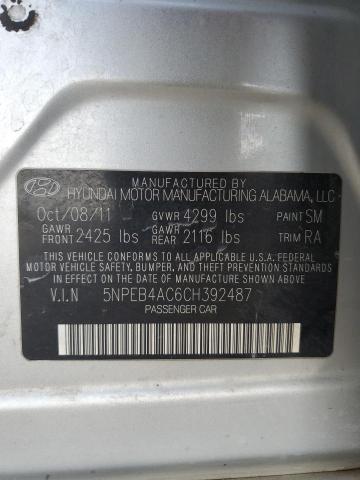 MANUFACTURED BY
HYUNDAI MOTOR MANUFACTURING ALABAMA, LLC
Oct/08/11 GVWR 4299 lbs PAINT SM
GAWR FRONT 2425 lbs GAWR REAR 2116 lbs TRIM RA
THIS VEHICLE CONFORMS TO ALL APPLICABLE U.S.A. FEDERAL
MOTOR VEHICLE SAFETY, BUMPER, AND THEFT PREVENTION
STANDARDS IN EFFECT ON THE DATE OF MANUFACTURE SHOWN ABOVE.
V.I.N 5NPEB4AC6CH392487
PASSENGER CAR